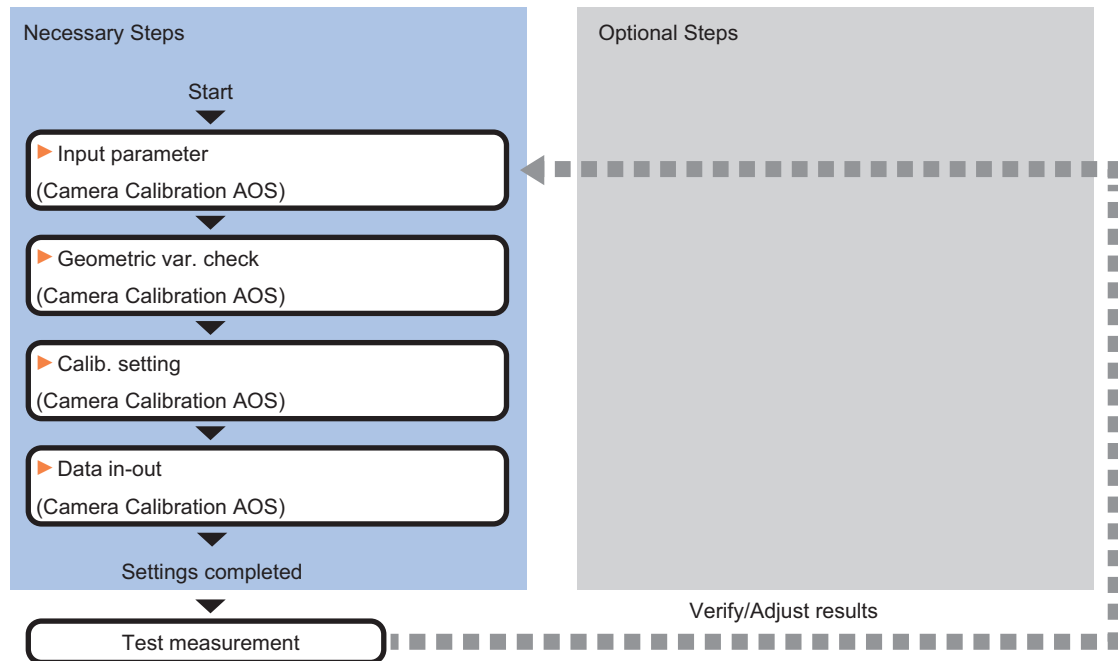 Necessary Steps
Optional Steps
Start
Input parameter
(Camera Calibration AOS)
Geometric var. check
(Camera Calibration AOS)
Calib. setting
(Camera Calibration AOS)
Data in-out
(Camera Calibration AOS)
Settings completed
Verify/Adjust results
Test measurement